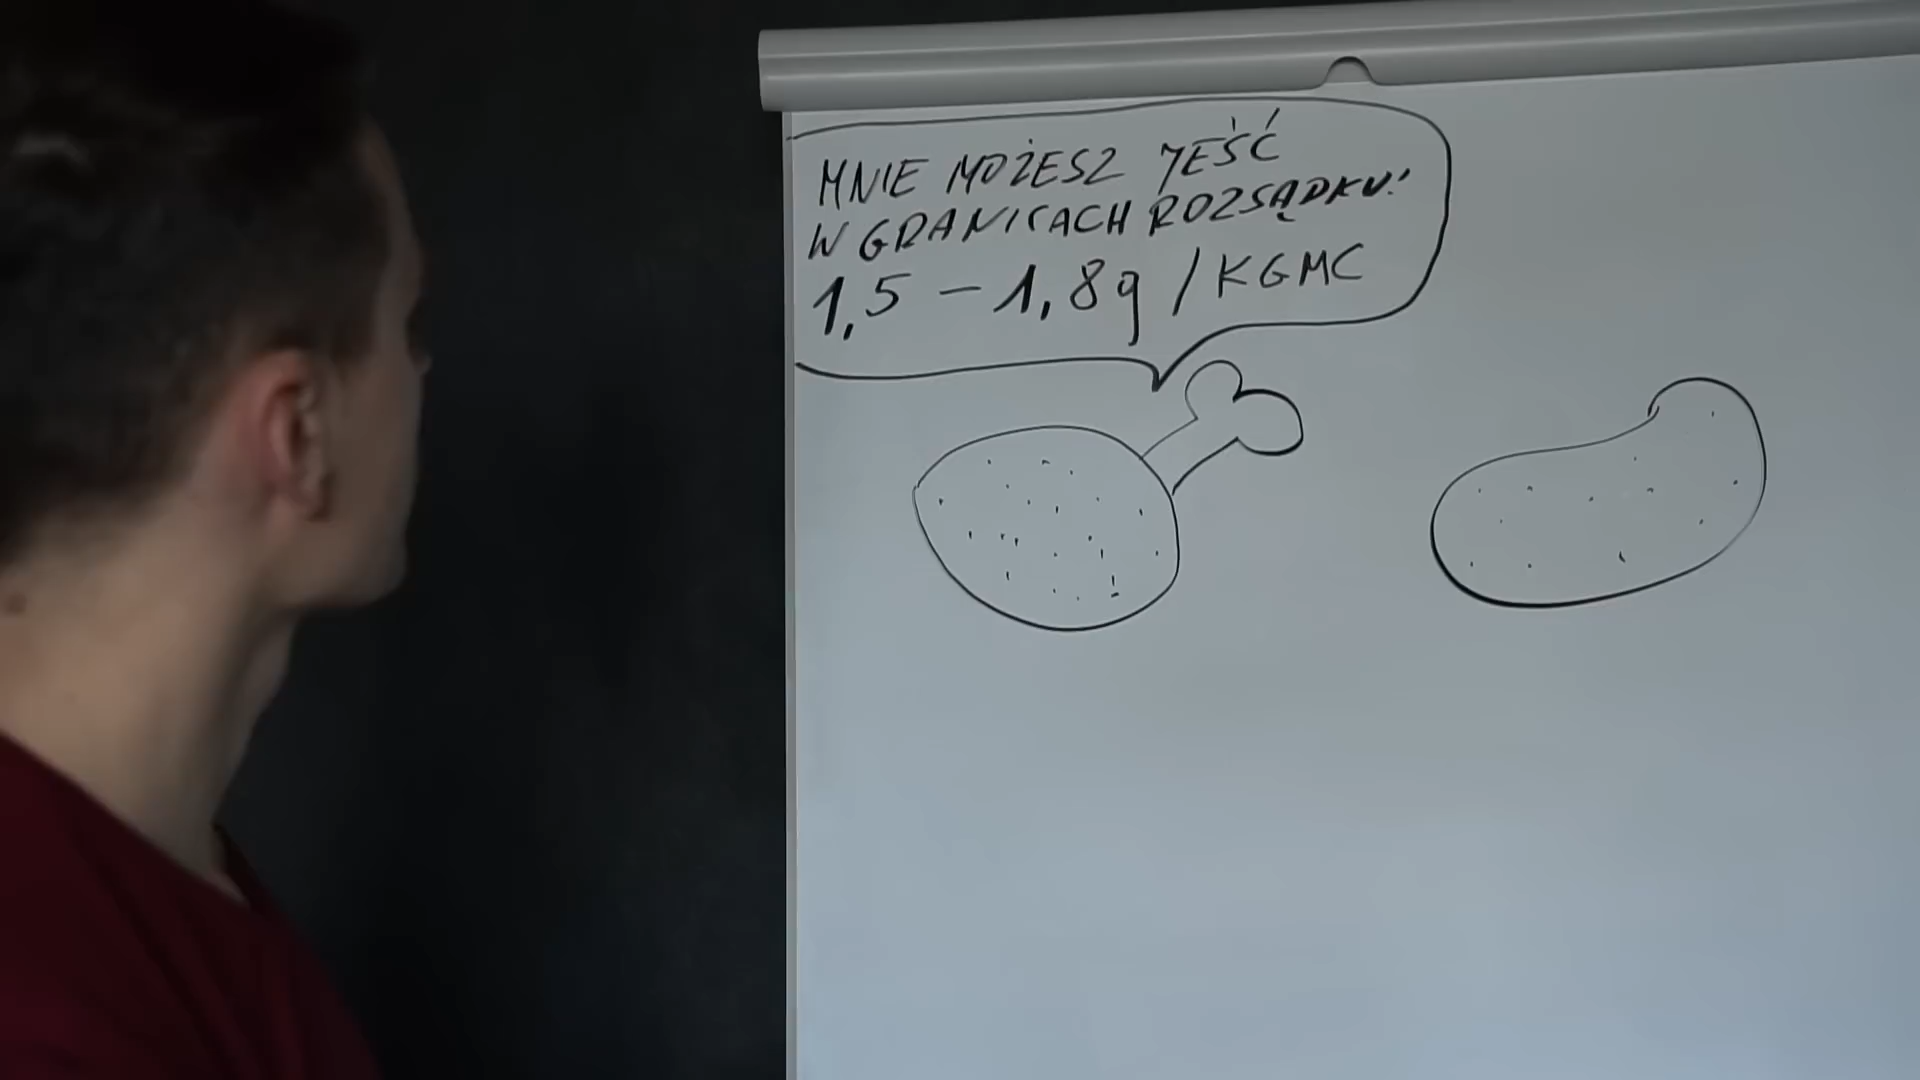 MNIE MOŻESZ JEŚĆ
W GRANICACH ROZSĄDKU!
1,5 – 1,8g / KGMC